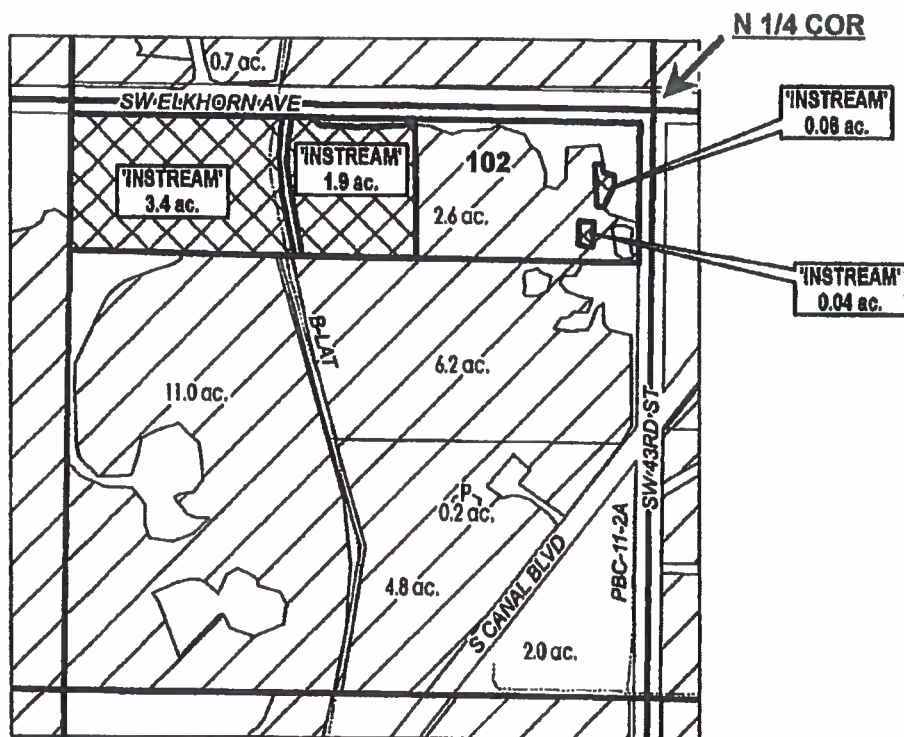 N 1/4 COR
0.7 ac.
SW ELKHORN AVE
'INSTREAM'
0.06 ac.
'INSTREAM'
3.4 ac.
'INSTREAM'
1.9 ac.
102
2.6 ac.
'INSTREAM'
0.04 ac.
B-LAT
6.2 ac.
11.0 ac.
SW 43RD ST
P
0.2 ac.
PBC-11-2A
S CANAL BLVD
4.8 ac.
2.0 ac.